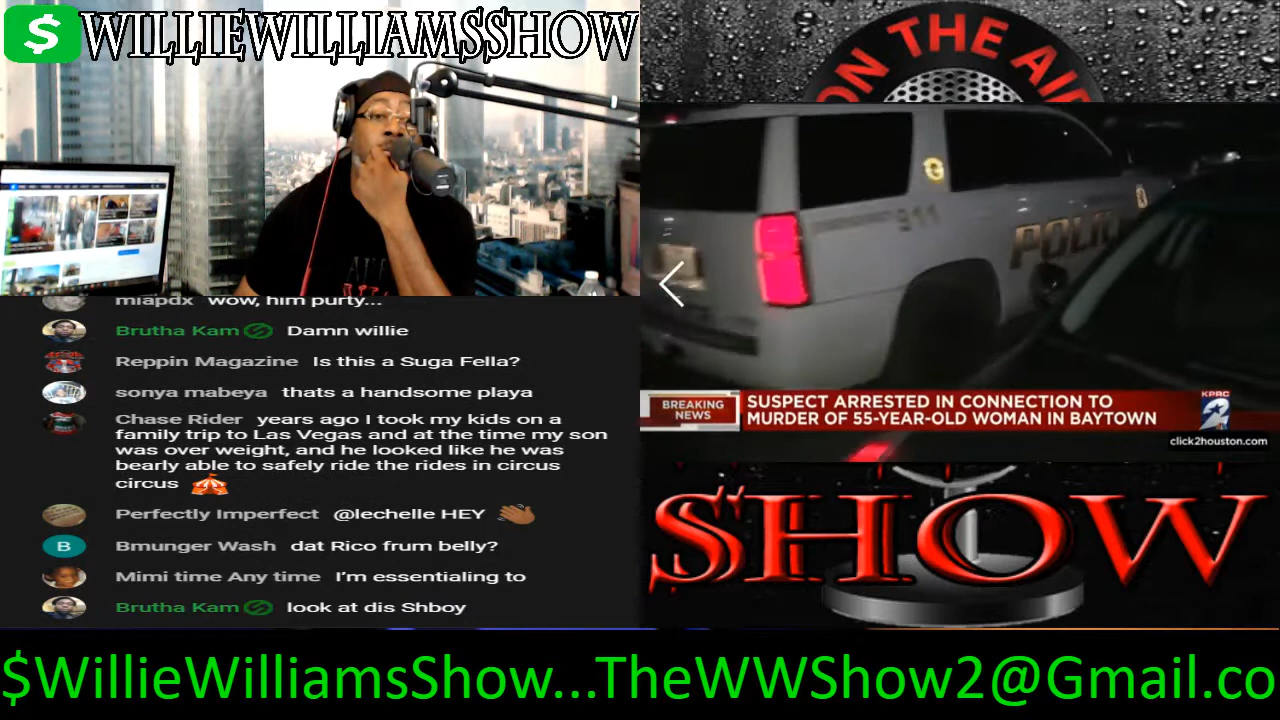 $ WILLIEWILLIAMSSHOW
ON THE AIR
miapdx wow, him purty...
Brutha Kam Damn willie
Reppin Magazine Is this a Suga Fella?
sonya mabeya thats a handsome playa
Chase Rider years ago I took my kids on a
family trip to Las Vegas and at the time my son
was over weight, and he looked like he was
bearly able to safely ride the rides in circus
circus
Perfectly Imperfect @lechelle HEY
B Bmunger Wash dat Rico frum belly?
Mimi time Any time I'm essentialing to
Brutha Kam look at dis Shboy
911
POLIC
BREAKING
NEWS
SUSPECT ARRESTED IN CONNECTION TO
MURDER OF 55-YEAR-OLD WOMAN IN BAYTOWN
KPRC
2
click2houston.com
SHOW
$WillieWilliamsShow...TheWWShow2@Gmail.co